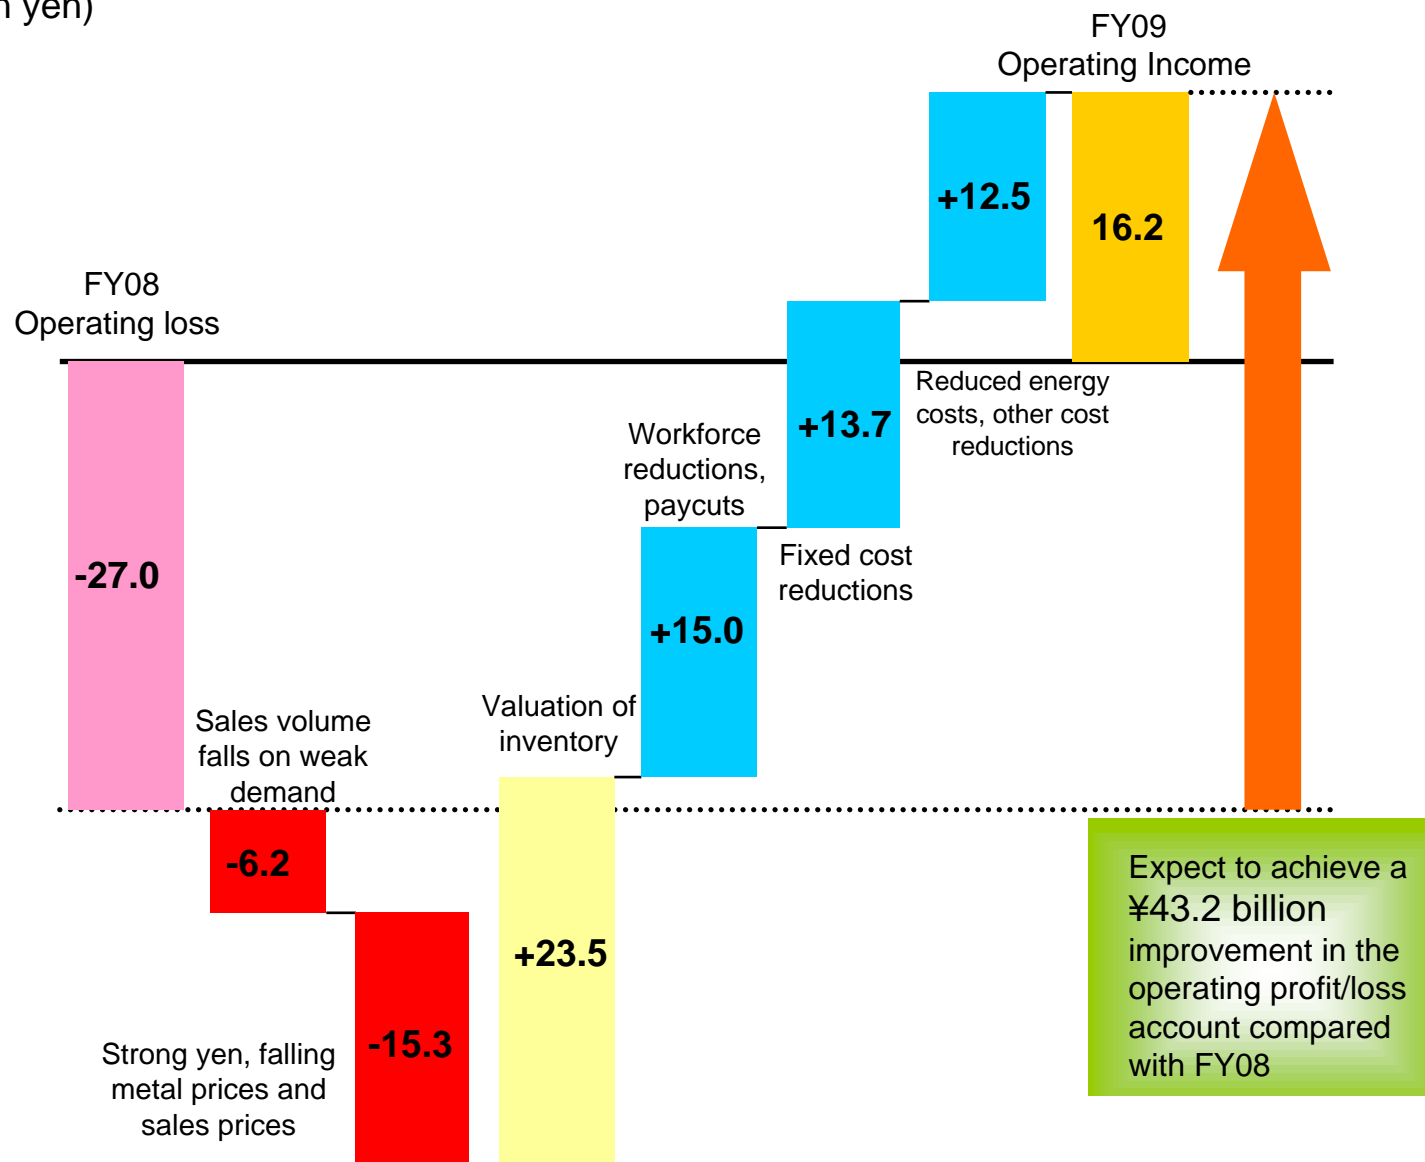 n yen)
FY09
Operating Income
+12.5
16.2
FY08
Operating loss
Reduced energy
costs, other cost
reductions
+13.7
Workforce
reductions,
paycuts
Fixed cost
reductions
-27.0
+15.0
Valuation of
inventory
Sales volume
falls on weak
demand
-6.2
+23.5
-15.3
Strong yen, falling
metal prices and
sales prices
Expect to achieve a
¥43.2 billion
improvement in the
operating profit/loss
account compared
with FY08